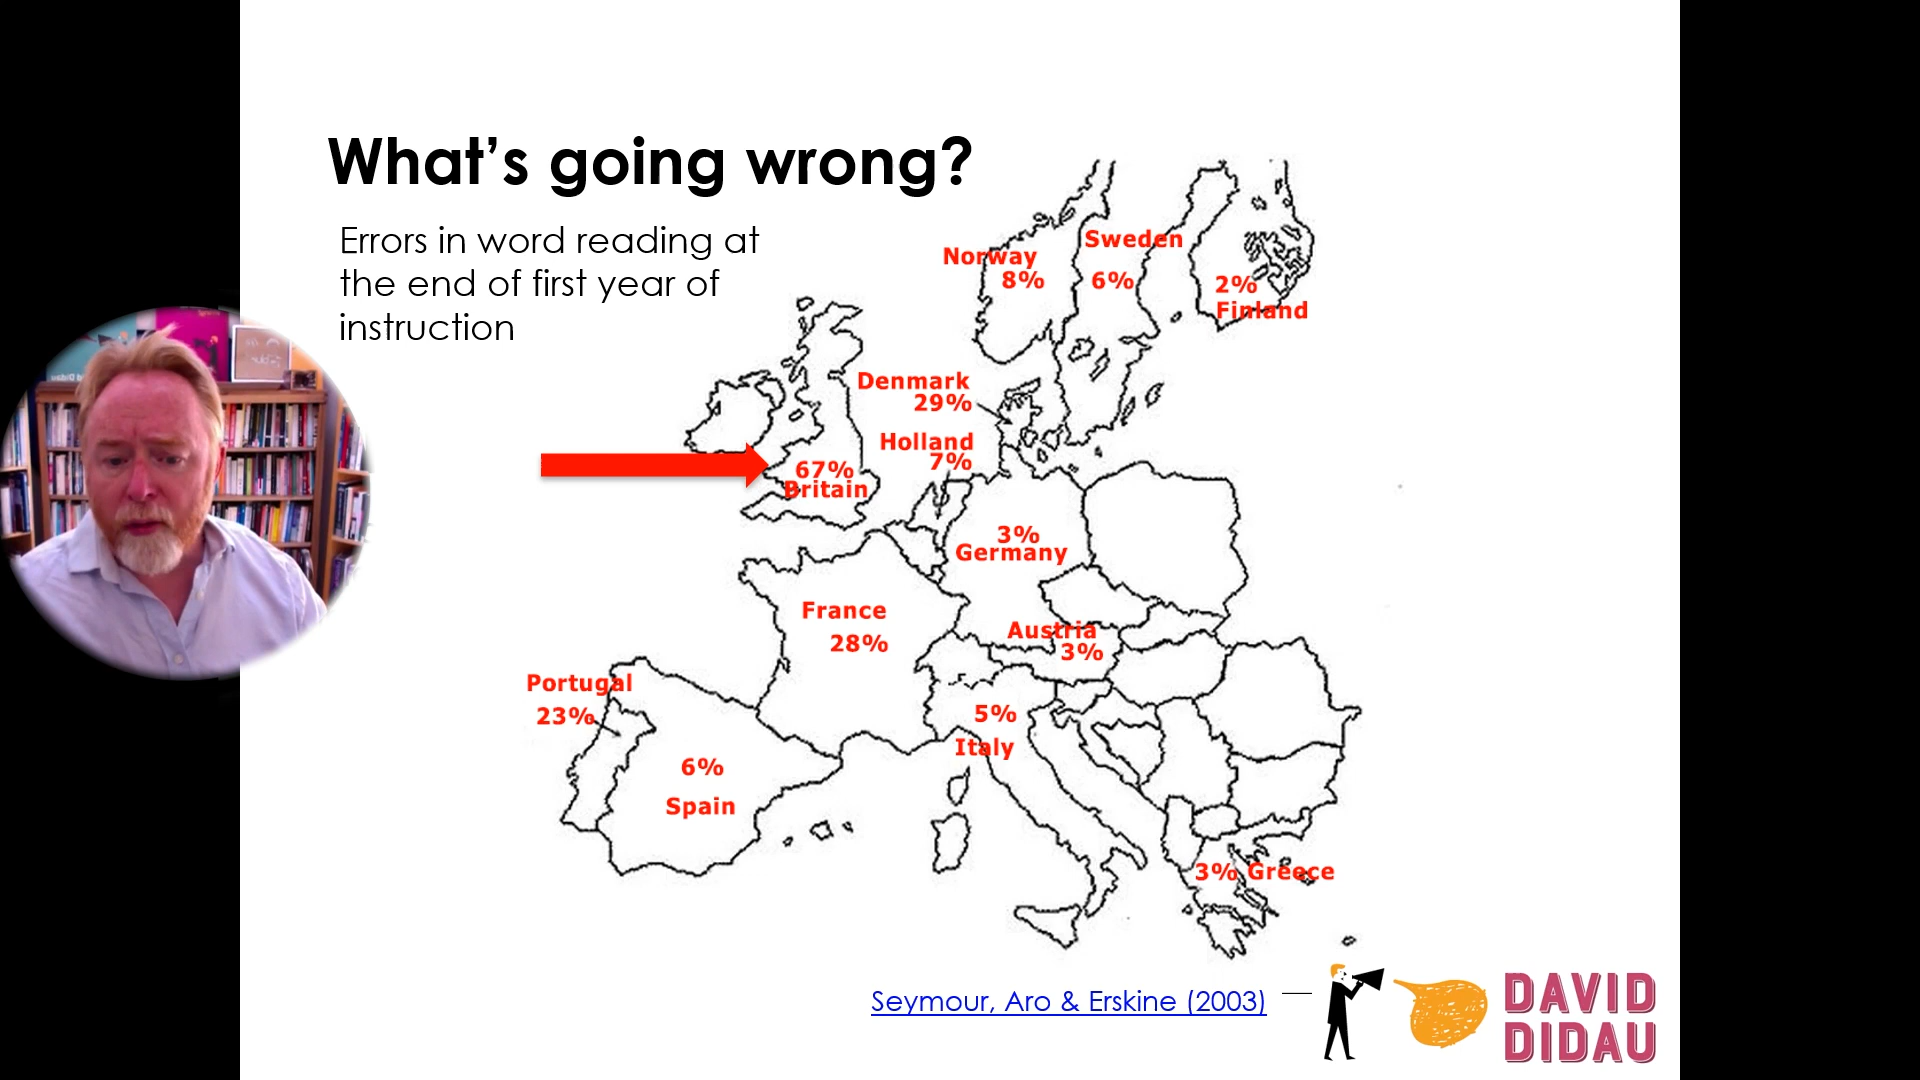 What's going wrong?
Errors in word reading at
the end of first year of
instruction
Norway
8%
Sweden
6%
2%
Finland
Denmark
29%
Holland
7%
67%
Britain
3%
Germany
France
28%
Austria
3%
Portugal
23%
5%
Italy
6%
Spain
3% Greece
Seymour, Aro & Erskine (2003)
DAVID
DIDAU